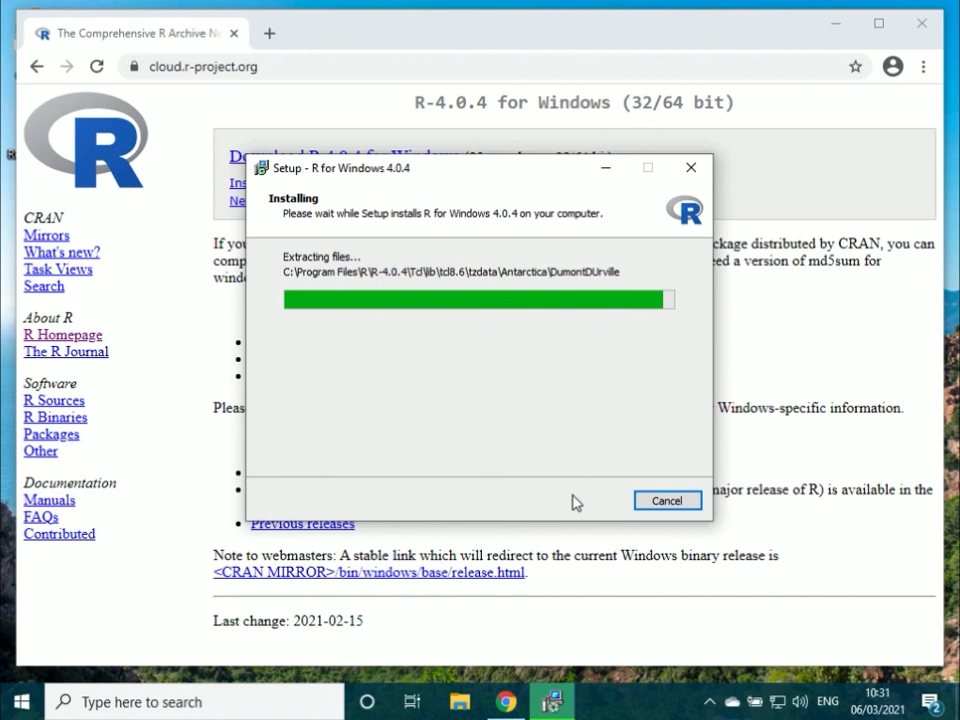 The Comprehensive R Archive Ne
cloud.r-project.org
R
CRAN
Mirrors
What's new?
Task Views
Search
About R
R Homepage
The R Journal
Software
R Sources
R Binaries
Packages
Other
Documentation
Manuals
FAQs
Contributed
R-4.0.4 for Windows (32/64 bit)
Setup - R for Windows 4.0.4
Installing
Please wait while Setup installs R for Windows 4.0.4 on your computer.
R
Extracting files...
C:\Program Files\R\R-4.0.4\Tcl\lib\tcl8.6\tzdata\Antarctica\DumontDUrville
Cancel
If you
ckage distributed by CRAN, you can
comp
eed a version of md5sum for
windo
Pleas
Windows-specific information.
major release of R) is available in the
Previous releases
Note to webmasters: A stable link which will redirect to the current Windows binary release is
<CRAN MIRROR>/bin/windows/base/release.html.
Last change: 2021-02-15
Type here to search
ENG
10:31
06/03/2021
2